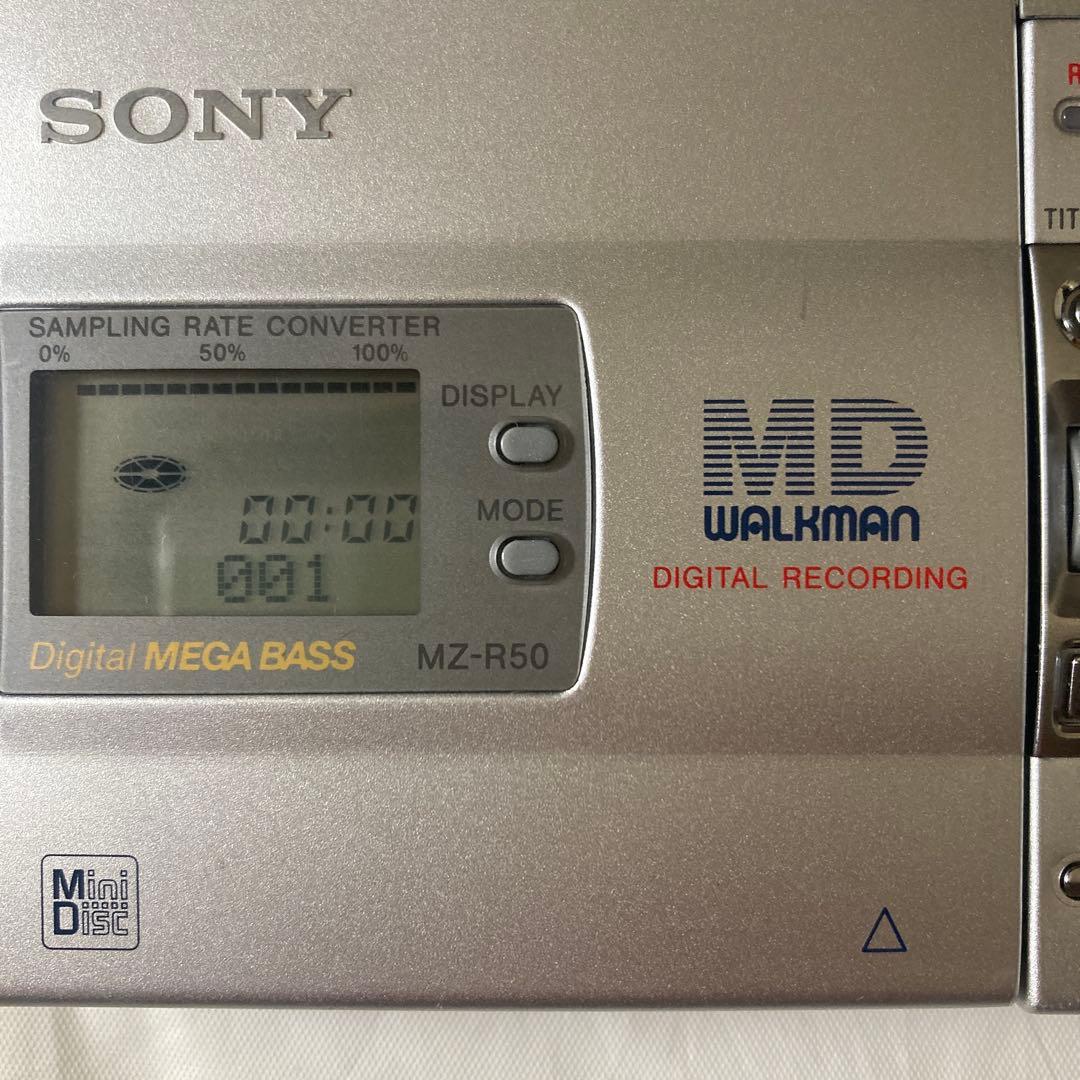 SONY
SAMPLING RATE CONVERTER
0% 50% 100%
DISPLAY
00:00
MODE
001
Digital MEGA BASS
MZ-R50
MD
WALKMAN
DIGITAL RECORDING
Mini
Disc
R
TIT